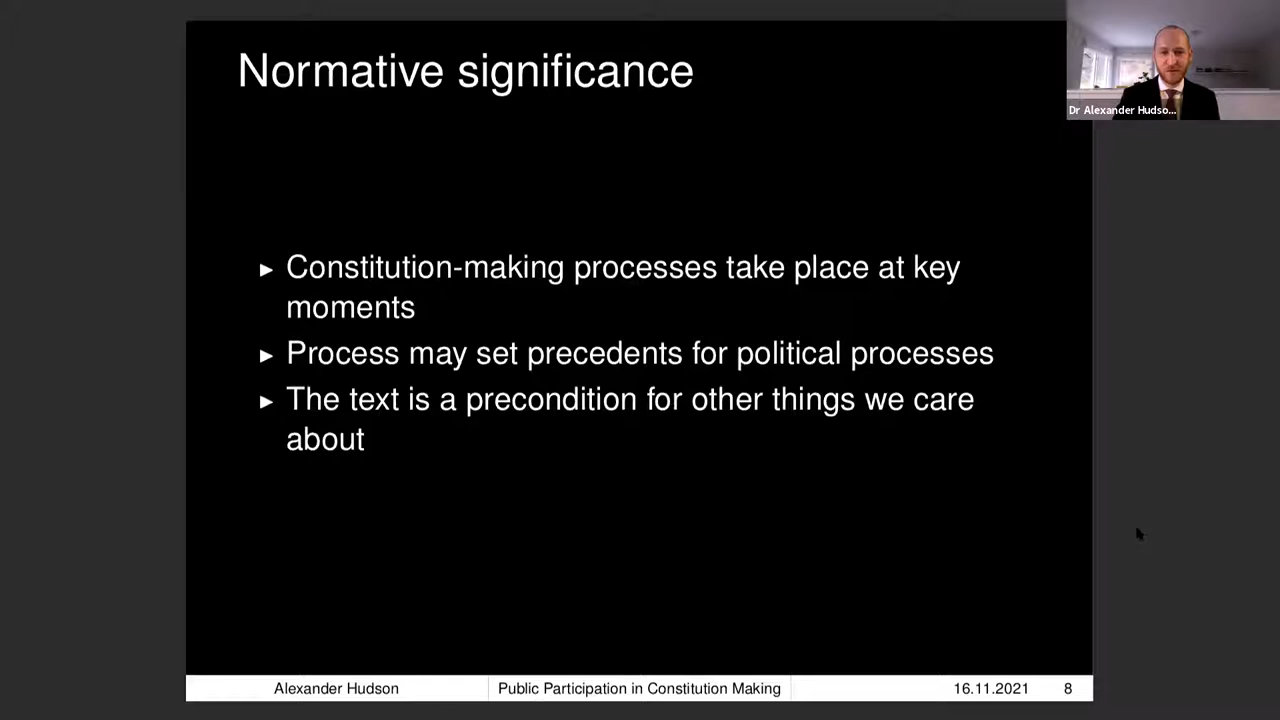 Normative significance
Dr Alexander Hudso...
▶ Constitution-making processes take place at key
moments
▶ Process may set precedents for political processes
▶ The text is a precondition for other things we care
about
Alexander Hudson
Public Participation in Constitution Making
16.11.2021
8